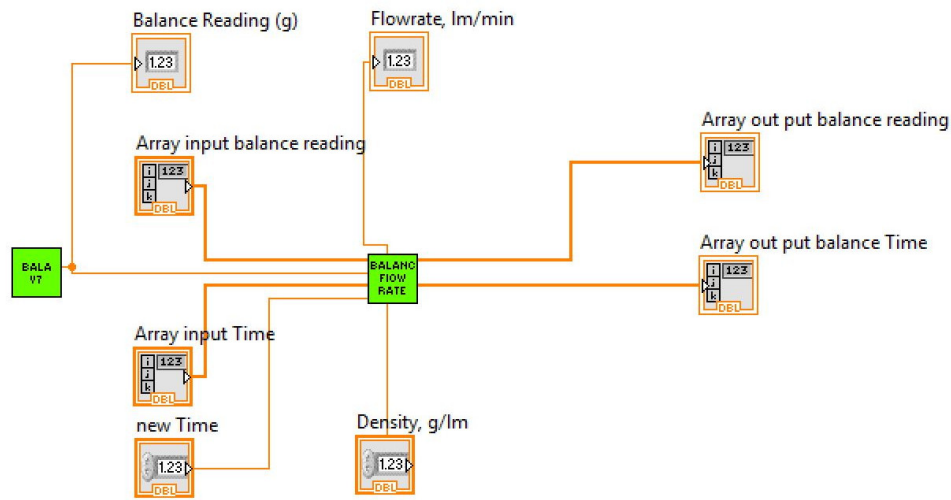 Balance Reading (g)
1.23
DBL
Flowrate, lm/min
1.23
DBL
Array input balance reading
i
j
k
123
DBL
Array out put balance reading
i
j
k
123
DBL
BALA
V7
BALANC
FLOW
RATE
Array out put balance Time
i
j
k
123
DBL
Array input Time
i
j
k
123
DBL
new Time
1.23
DBL
Density, g/lm
1.23
DBL